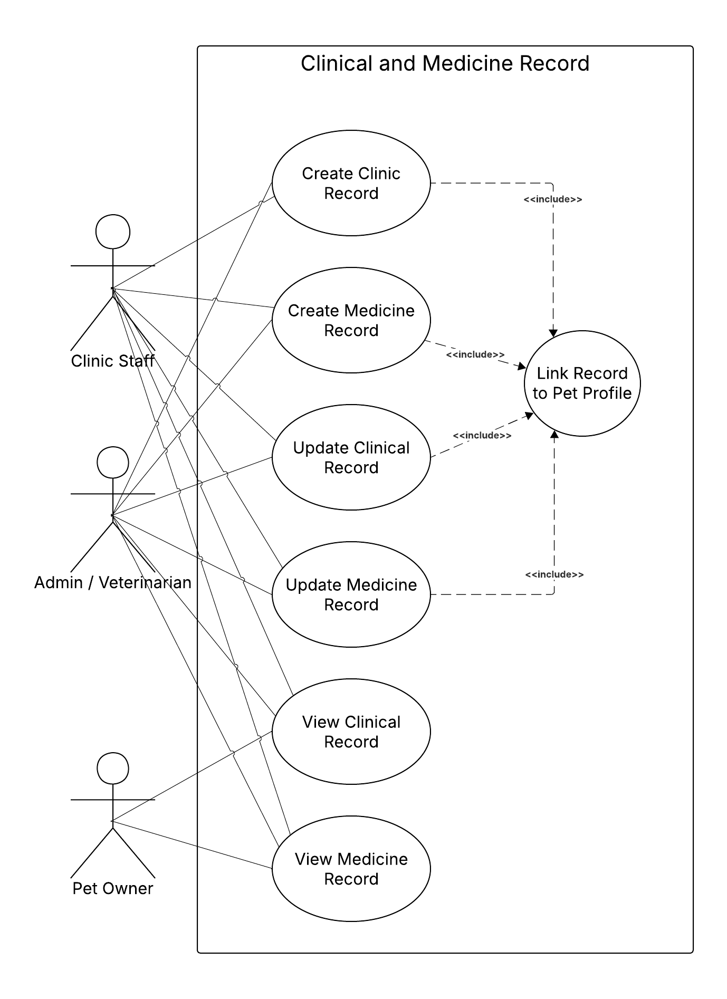 Clinical and Medicine Record
Create Clinic
Record
<<include>>
Clinic Staff
Create Medicine
Record
<<include>>
Link Record
to Pet Profile
Update Clinical
Record
<<include>>
Admin / Veterinarian
Update Medicine
Record
<<include>>
View Clinical
Record
Pet Owner
View Medicine
Record